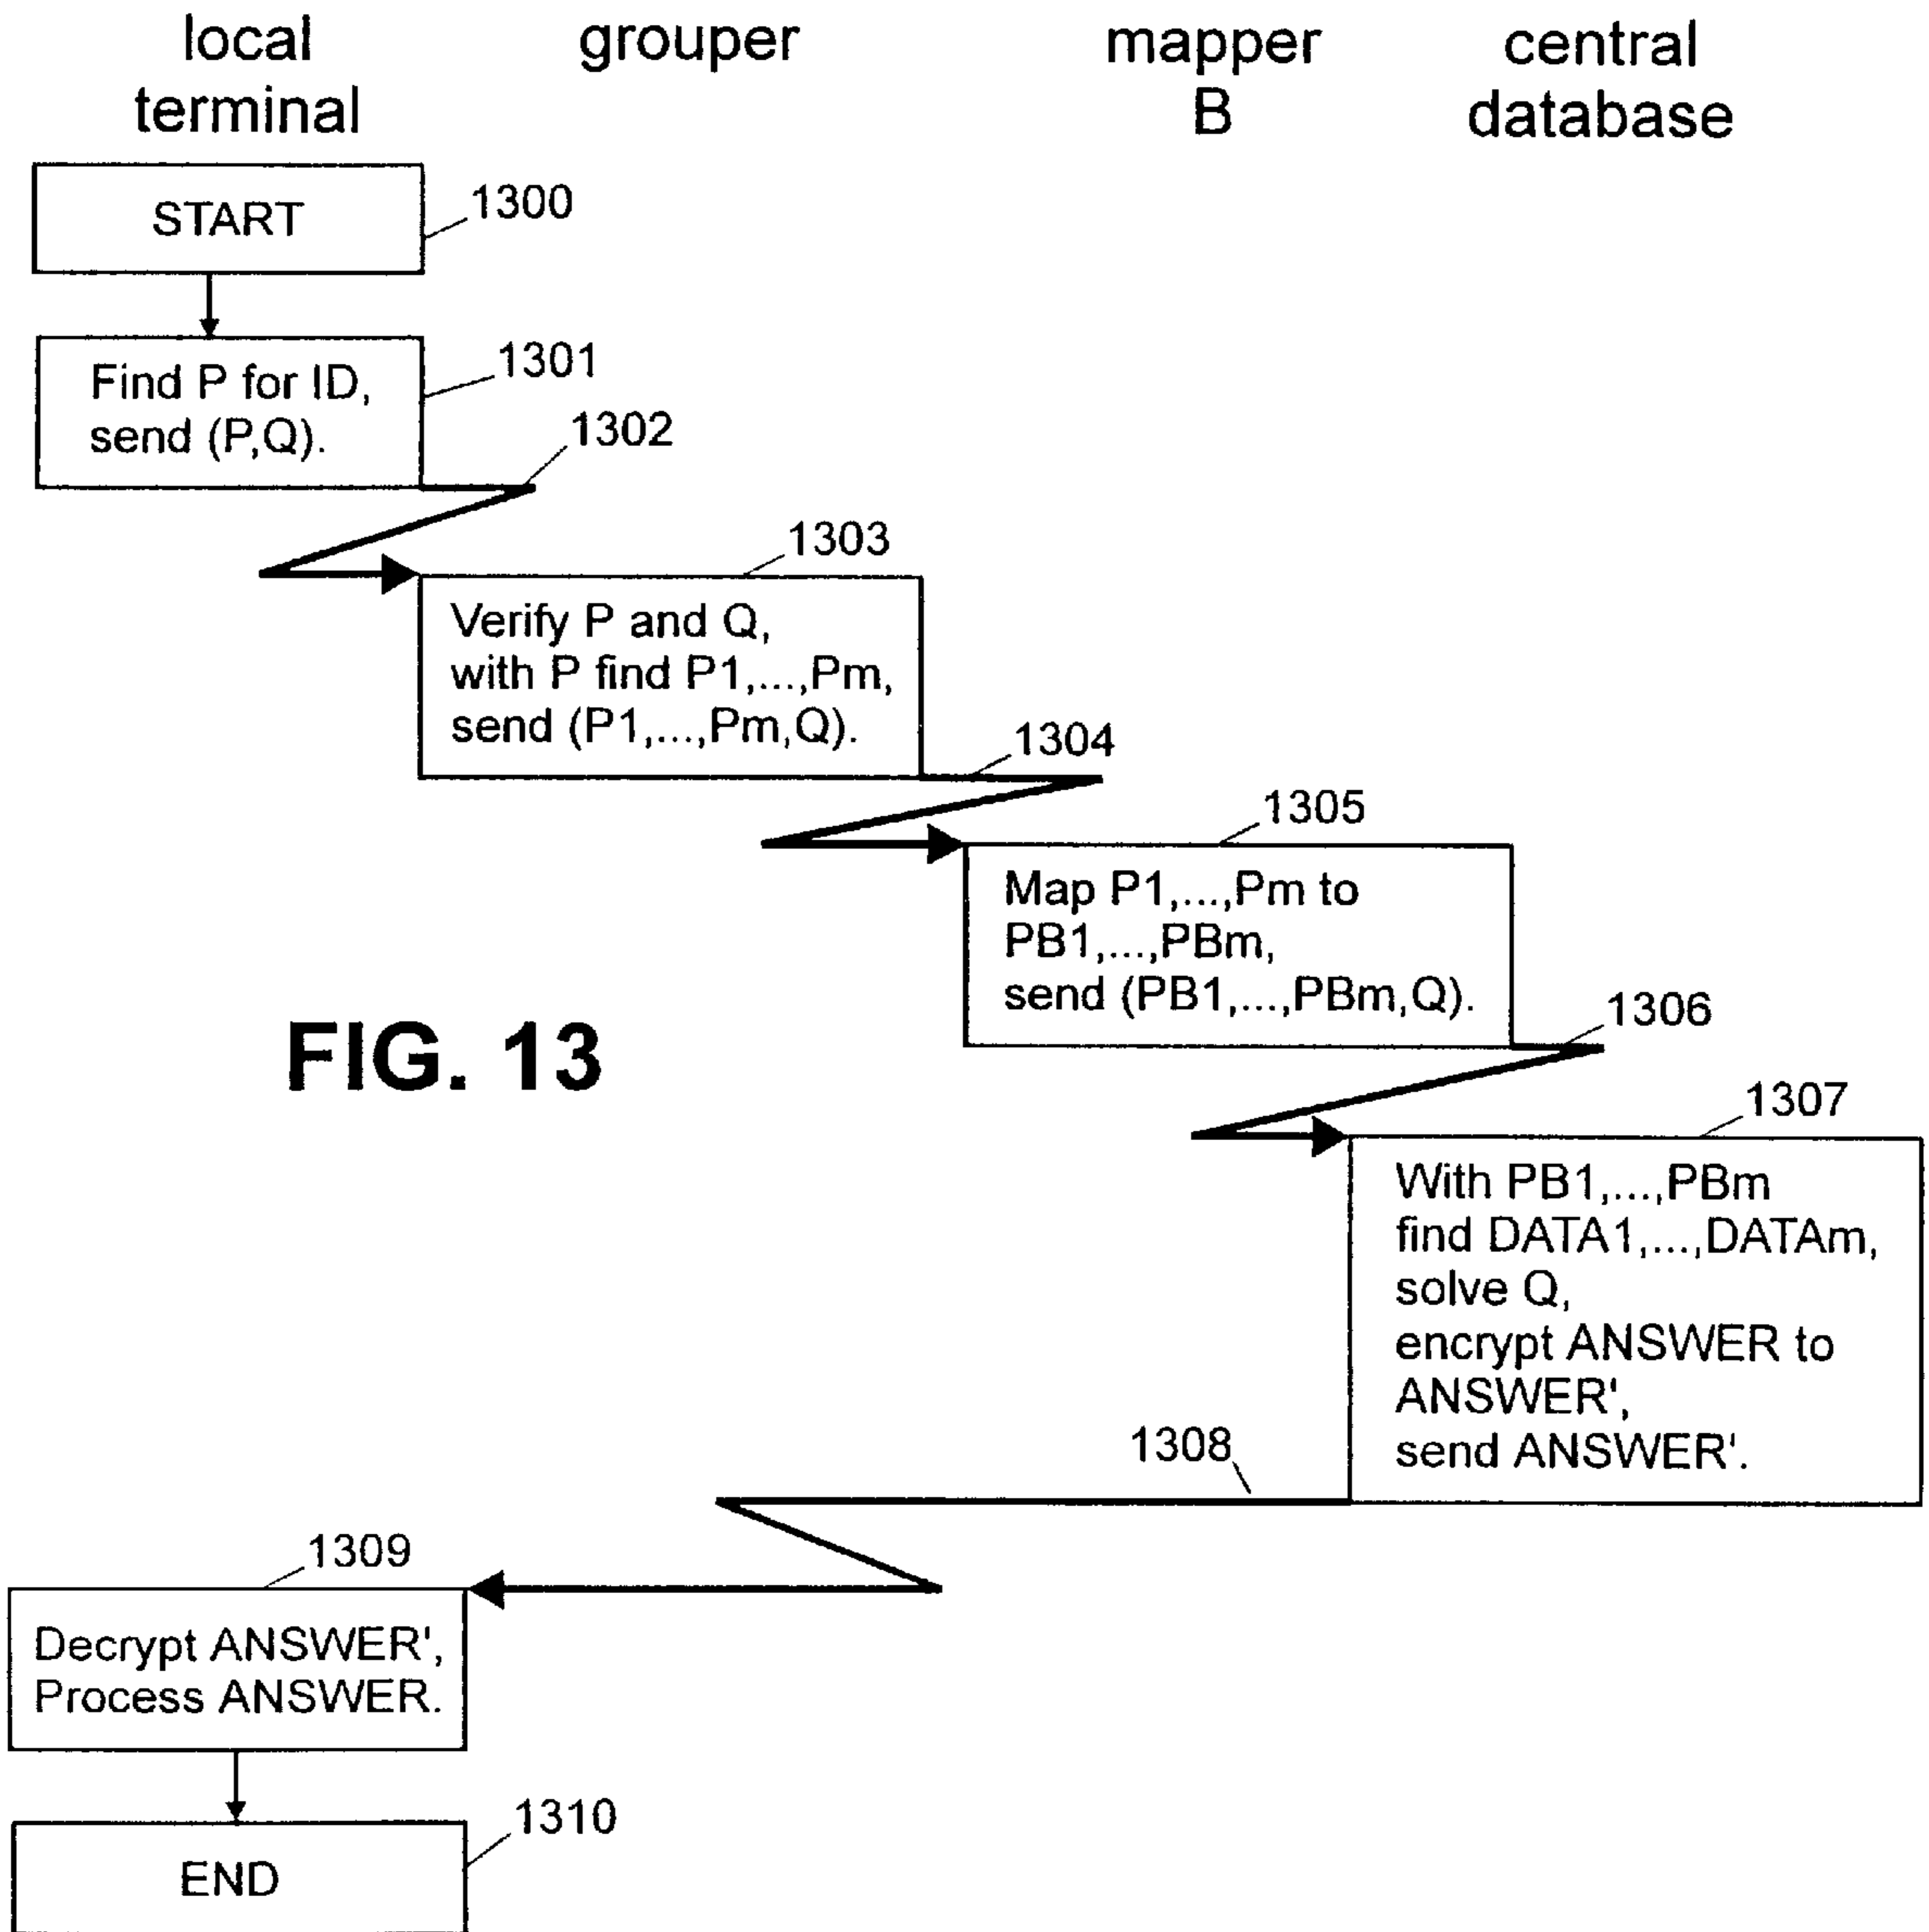 local
terminal
grouper
mapper
B
central
database
START
1300
Find P for ID,
send (P,Q).
1301
1302
1303
Verify P and Q,
with P find P1,...,Pm,
send (P1,...,Pm,Q).
1304
1305
Map P1,...,Pm to
PB1,...,PBm,
send (PB1,...,PBm,Q).
1306
FIG. 13
1307
With PB1,...,PBm
find DATA1,...,DATAm,
solve Q,
encrypt ANSWER to
ANSWER',
send ANSWER'.
1308
1309
Decrypt ANSWER',
Process ANSWER.
1310
END